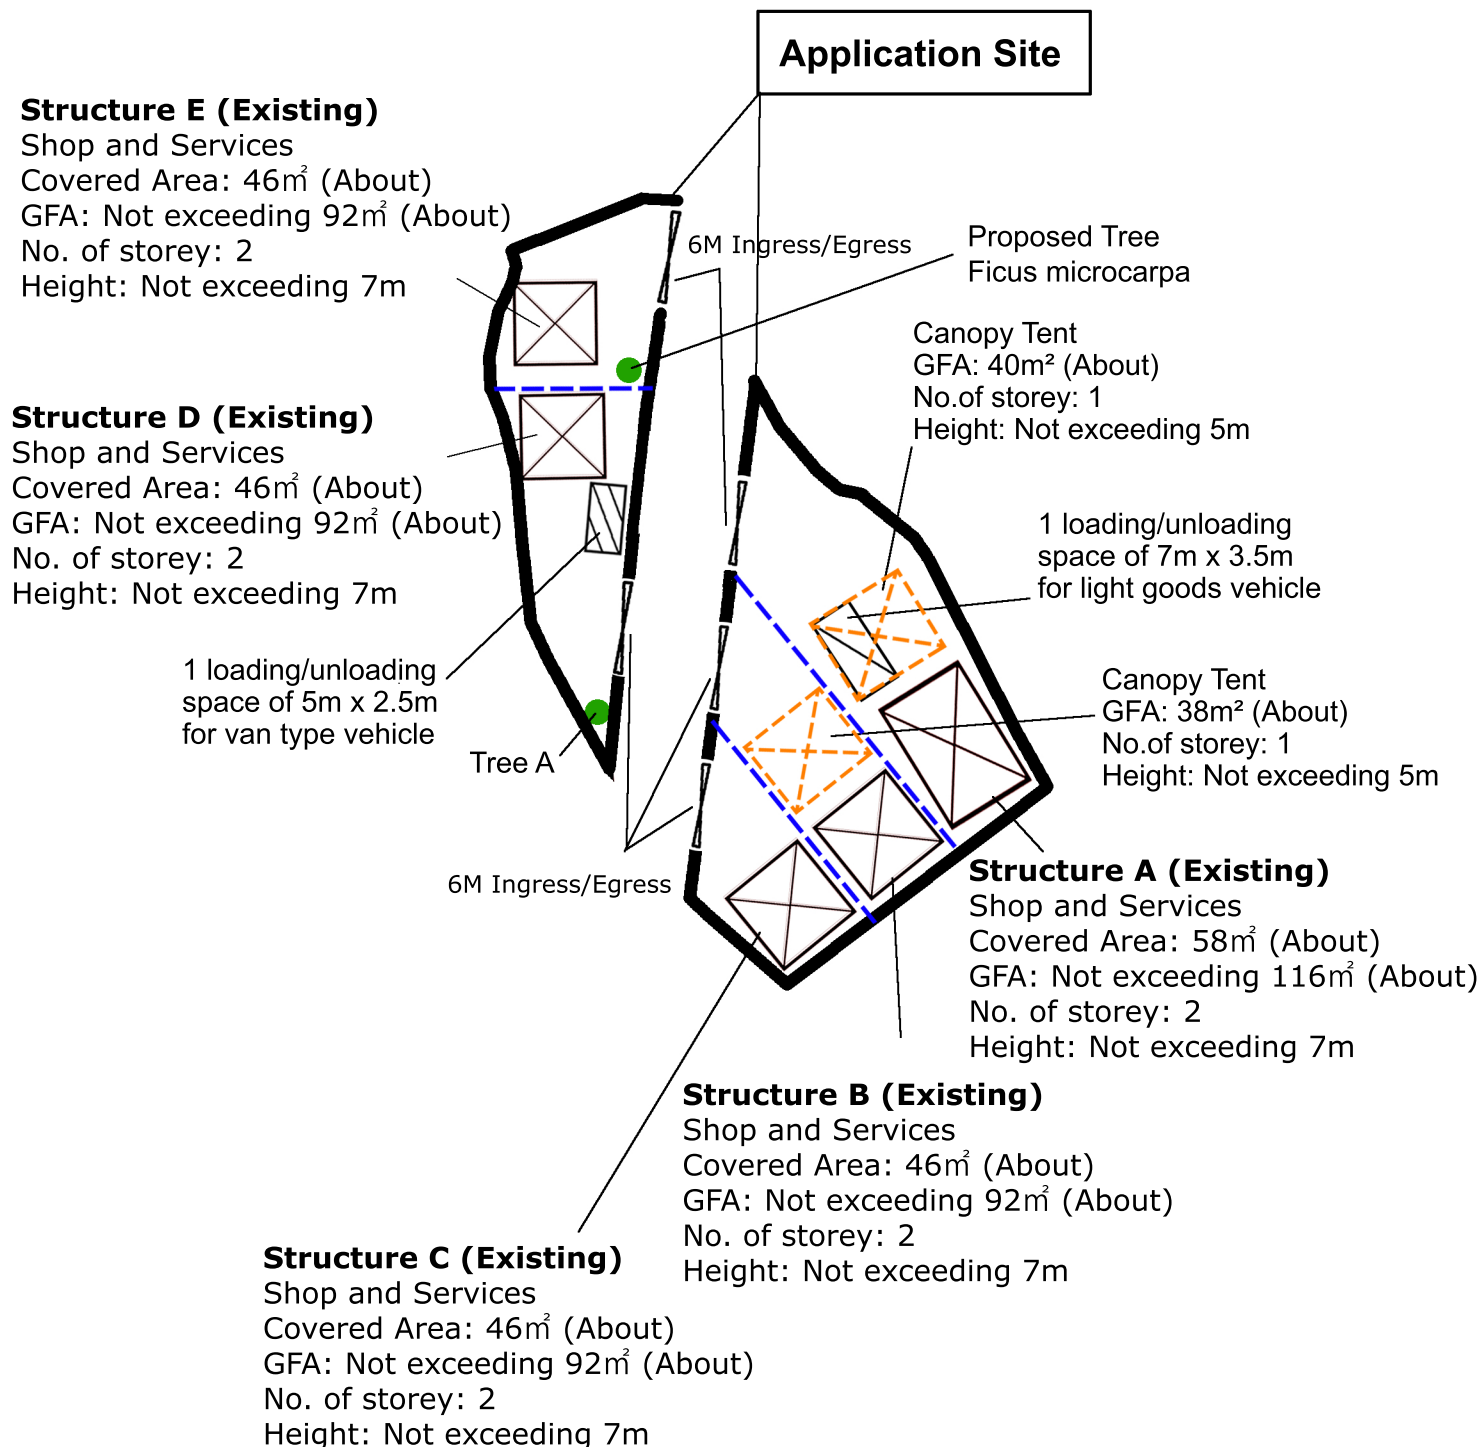 Application Site
Structure E (Existing)
Shop and Services
Covered Area: 46㎡ (About)
GFA: Not exceeding 92㎡ (About)
No. of storey: 2
Height: Not exceeding 7m
6M Ingress/Egress
Proposed Tree
Ficus microcarpa
Canopy Tent
GFA: 40m² (About)
No.of storey: 1
Height: Not exceeding 5m
Structure D (Existing)
Shop and Services
Covered Area: 46㎡ (About)
GFA: Not exceeding 92㎡ (About)
No. of storey: 2
Height: Not exceeding 7m
1 loading/unloading
space of 7m x 3.5m
for light goods vehicle
1 loading/unloading
space of 5m x 2.5m
for van type vehicle
Tree A
Canopy Tent
GFA: 38m² (About)
No.of storey: 1
Height: Not exceeding 5m
6M Ingress/Egress
Structure A (Existing)
Shop and Services
Covered Area: 58㎡ (About)
GFA: Not exceeding 116㎡ (About)
No. of storey: 2
Height: Not exceeding 7m
Structure B (Existing)
Shop and Services
Covered Area: 46㎡ (About)
GFA: Not exceeding 92㎡ (About)
No. of storey: 2
Height: Not exceeding 7m
Structure C (Existing)
Shop and Services
Covered Area: 46㎡ (About)
GFA: Not exceeding 92㎡ (About)
No. of storey: 2
Height: Not exceeding 7m